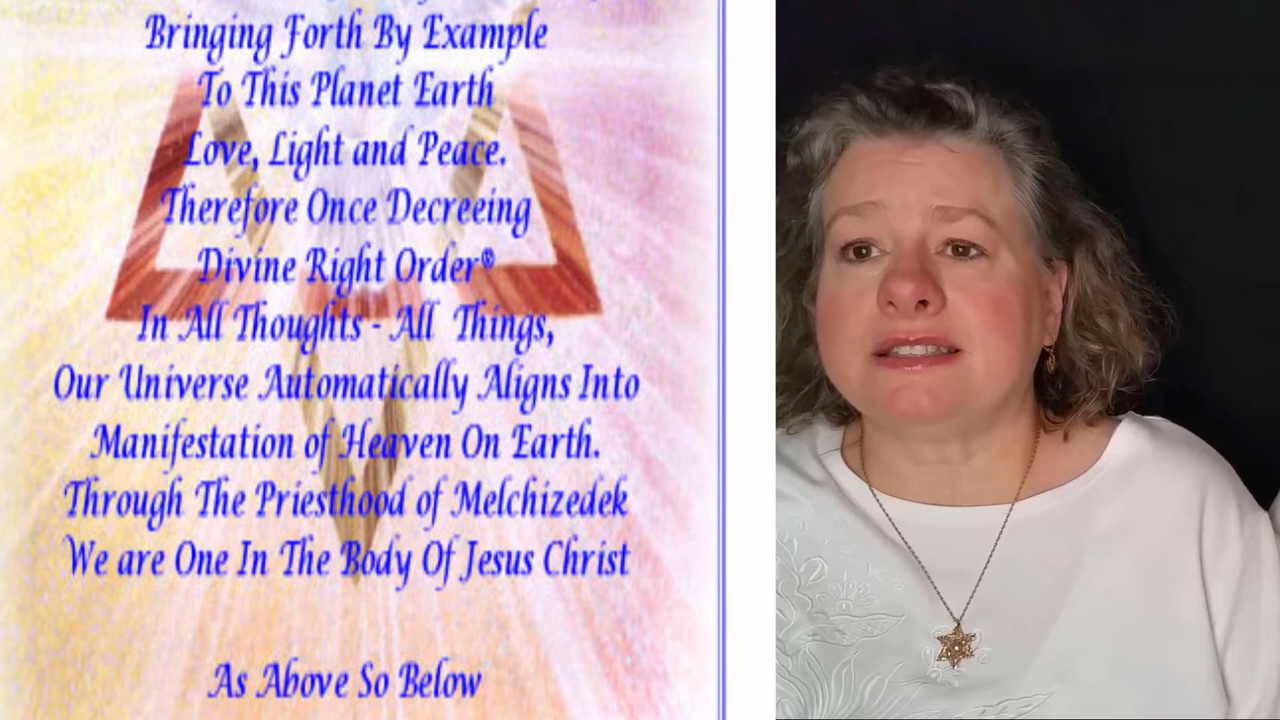 Bringing Forth By Example
To This Planet Earth
Love, Light and Peace.
Therefore Once Decreeing
Divine Right Order®
In All Thoughts - All Things,
Our Universe Automatically Aligns Into
Manifestation of Heaven On Earth.
Through The Priesthood of Melchizedek
We are One In The Body Of Jesus Christ
As Above So Below